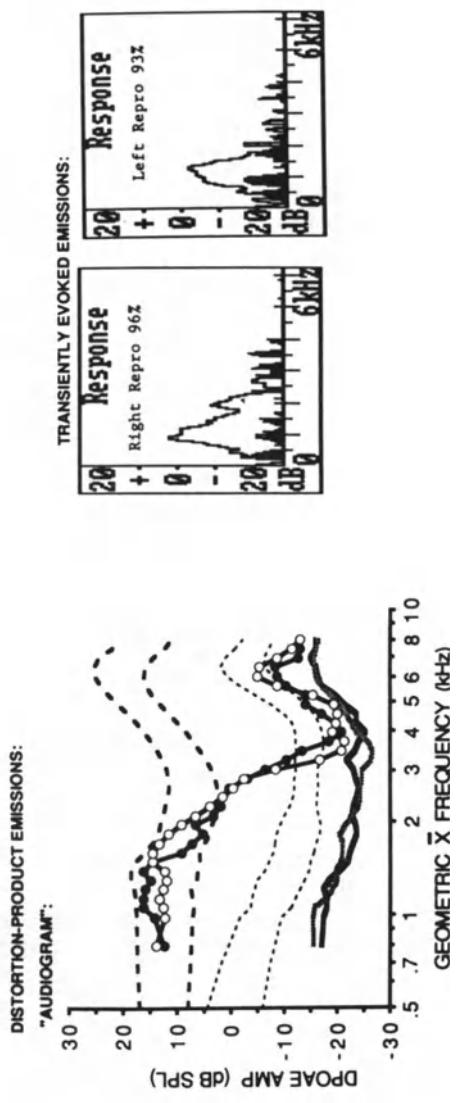 DISTORTION-PRODUCT EMISSIONS:
"AUDIOGRAM":
30
20
10
0
-10
-20
-30
DPOAE AMP (dB SPL)
.5 .7 1 2 3 4 5 6 8 10
GEOMETRIC X̄ FREQUENCY (kHz)
TRANSIENTLY EVOKED EMISSIONS:
20
+
0
-
20
dB
0 6kHz
Response
Right Repro 96%
20
+
0
-
20
dB
0 6kHz
Response
Left Repro 93%